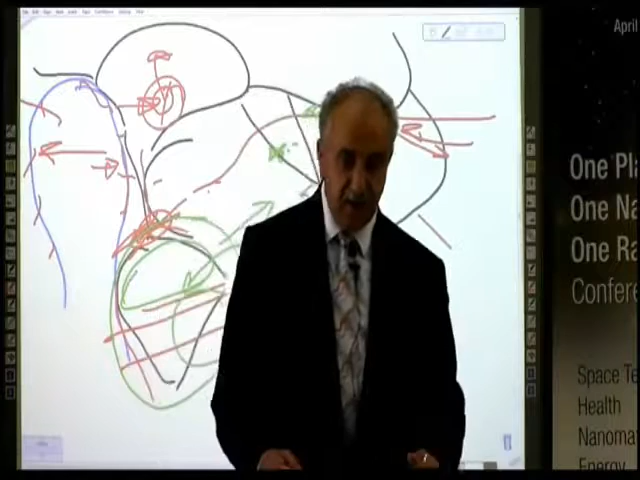 April
One Pla
One Na
One Ra
Confere
Space Te
Health
Nanoma
Energy